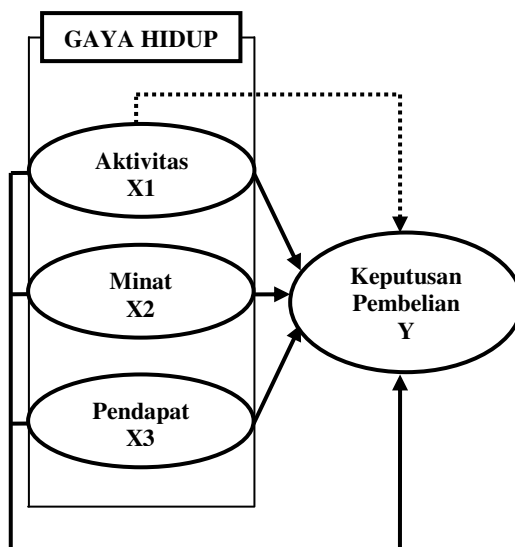 GAYA HIDUP
Aktivitas
X1
Minat
X2
Pendapat
X3
Keputusan
Pembelian
Y